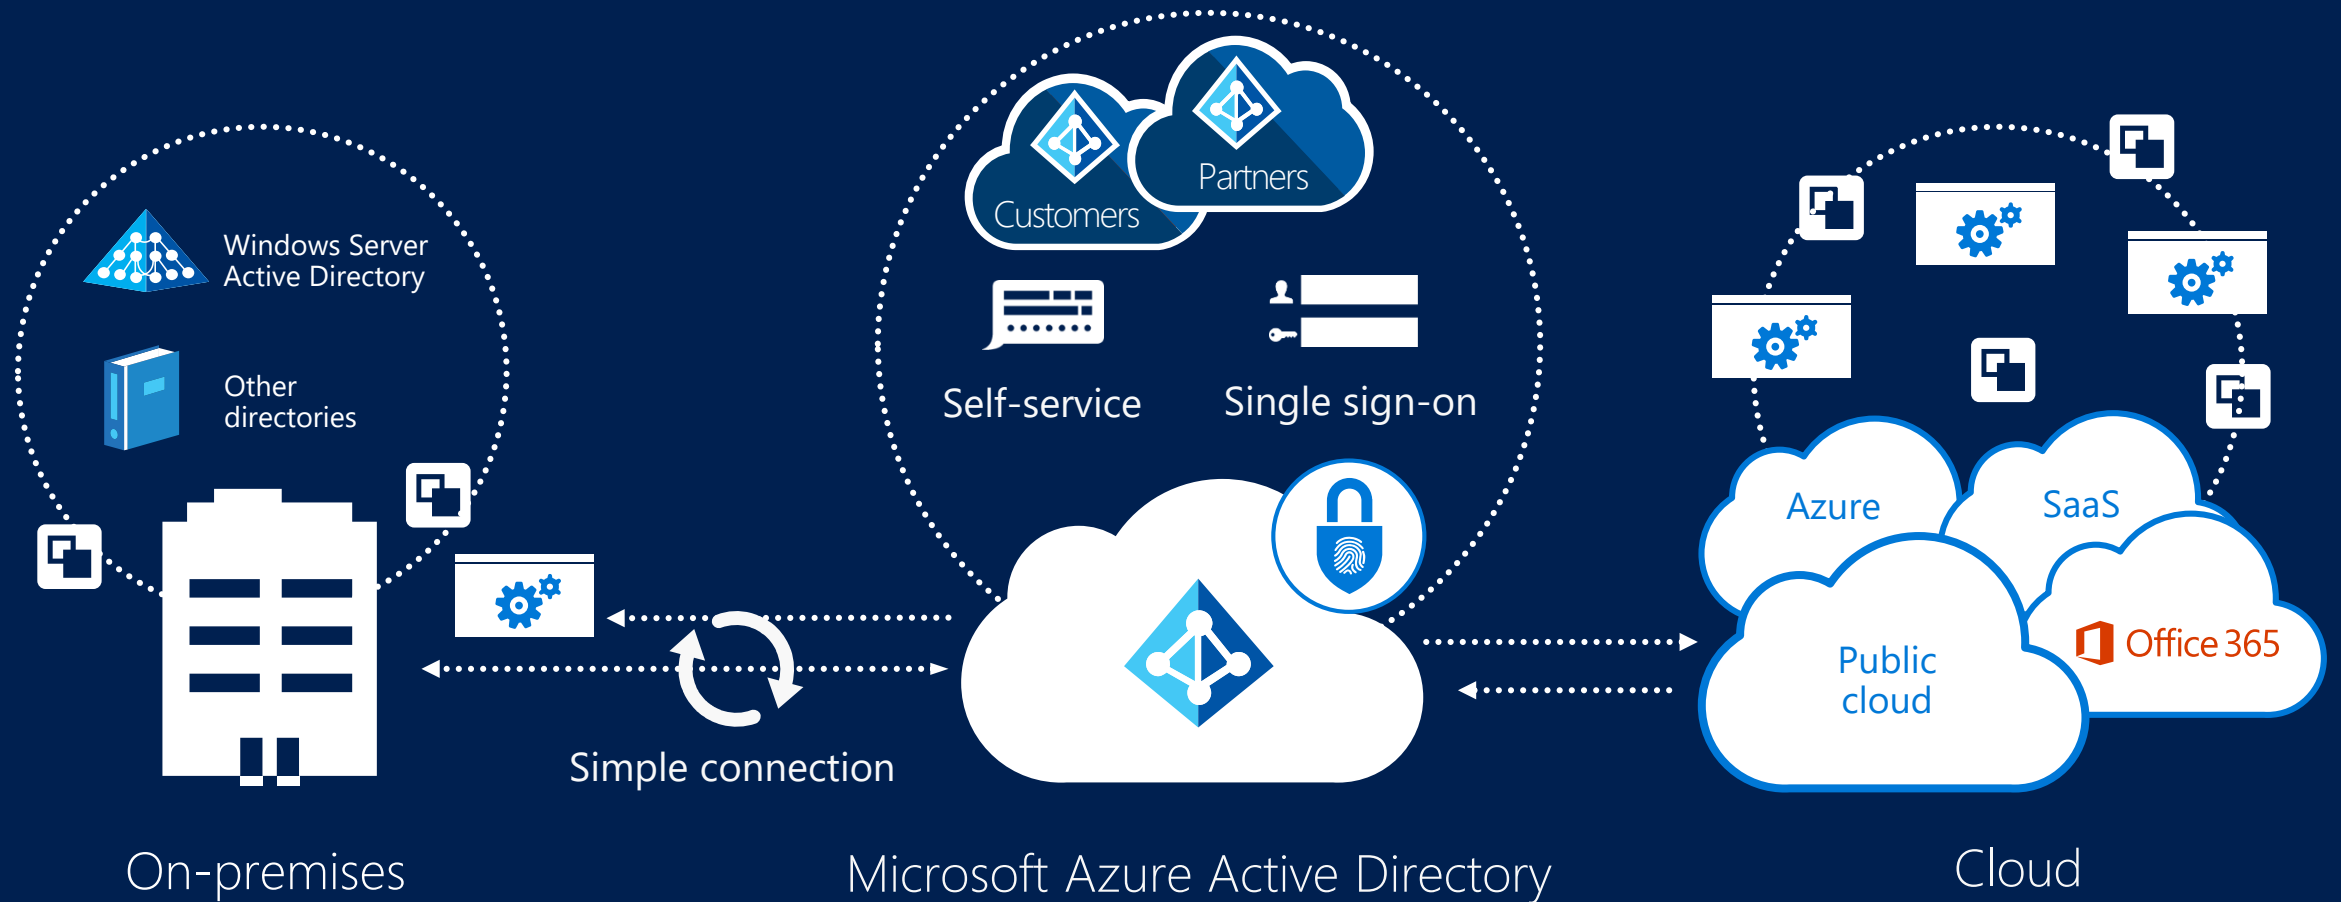 Windows Server
Active Directory
Other
directories
Simple connection
On-premises
Customers
Partners
Self-service
Single sign-on
Microsoft Azure Active Directory
Azure
SaaS
Public
cloud
Office 365
Cloud